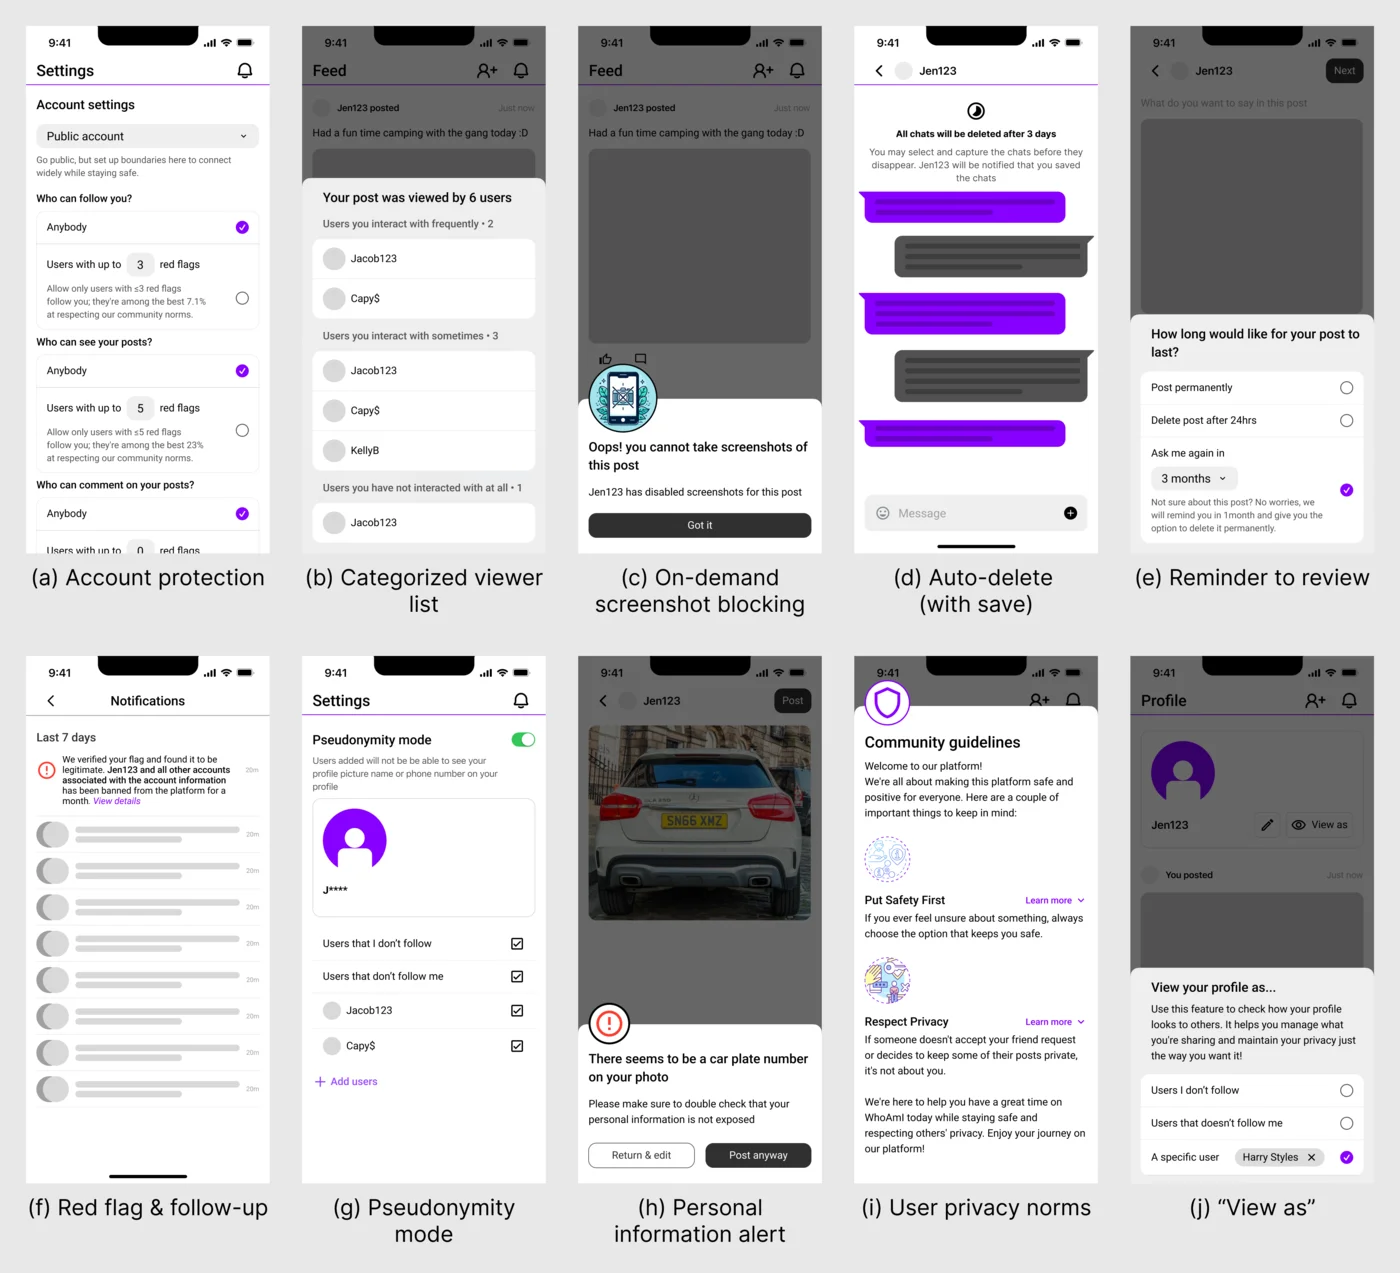 9:41
Settings
Account settings
Public account
Go public, but set up boundaries here to connect
widely while staying safe.
Who can follow you?
Anybody
Users with up to 3 red flags
Allow only users with ≤3 red flags
follow you; they're among the best 7.1%
at respecting our community norms.
Who can see your posts?
Anybody
Users with up to 5 red flags
Allow only users with ≤5 red flags
follow you; they're among the best 23%
at respecting our community norms.
Who can comment on your posts?
Anybody
Users with up to 0 red flags
(a) Account protection
9:41
Feed
Jen123 posted
Just now
Had a fun time camping with the gang today :D
Your post was viewed by 6 users
Users you interact with frequently • 2
Jacob123
Capy$
Users you interact with sometimes • 3
Jacob123
Capy$
KellyB
Users you have not interacted with at all • 1
Jacob123
(b) Categorized viewer
list
9:41
Feed
Jen123 posted
Just now
Had a fun time camping with the gang today :D
Oops! you cannot take screenshots of
this post
Jen123 has disabled screenshots for this post
Got it
(c) On-demand
screenshot blocking
9:41
Jen123
All chats will be deleted after 3 days
You may select and capture the chats before they
disappear. Jen123 will be notified that you saved
the chats
Message
(d) Auto-delete
(with save)
9:41
Jen123
Next
What do you want to say in this post
How long would like for your post to
last?
Post permanently
Delete post after 24hrs
Ask me again in
3 months
Not sure about this post? No worries, we
will remind you in 1month and give you the
option to delete it permanently.
(e) Reminder to review
9:41
Notifications
Last 7 days
We verified your flag and found it to be
legitimate. Jen123 and all other accounts
associated with the account information
has been banned from the platform for a
month. View details
20m
20m
20m
20m
20m
20m
20m
20m
20m
(f) Red flag & follow-up
9:41
Settings
Pseudonymity mode
Users added will not be be able to see your
profile picture name or phone number on your
profile
J****
Users that I don't follow
Users that don't follow me
Jacob123
Capy$
+ Add users
(g) Pseudonymity
mode
9:41
Jen123
Post
SN66 XMZ
There seems to be a car plate number
on your photo
Please make sure to double check that your
personal information is not exposed
Return & edit
Post anyway
(h) Personal
information alert
9:41
Community guidelines
Welcome to our platform!
We're all about making this platform safe and
positive for everyone. Here are a couple of
important things to keep in mind:
Put Safety First
Learn more
If you ever feel unsure about something, always
choose the option that keeps you safe.
Respect Privacy
Learn more
If someone doesn't accept your friend request
or decides to keep some of their posts private,
it's not about you.
We're here to help you have a great time on
WhoAmI today while staying safe and
respecting others' privacy. Enjoy your journey on
our platform!
(i) User privacy norms
9:41
Profile
Jen123
View as
You posted
Just now
View your profile as...
Use this feature to check how your profile
looks to others. It helps you manage what
you're sharing and maintain your privacy just
the way you want it!
Users I don't follow
Users that doesn't follow me
A specific user
Harry Styles
(j) “View as”